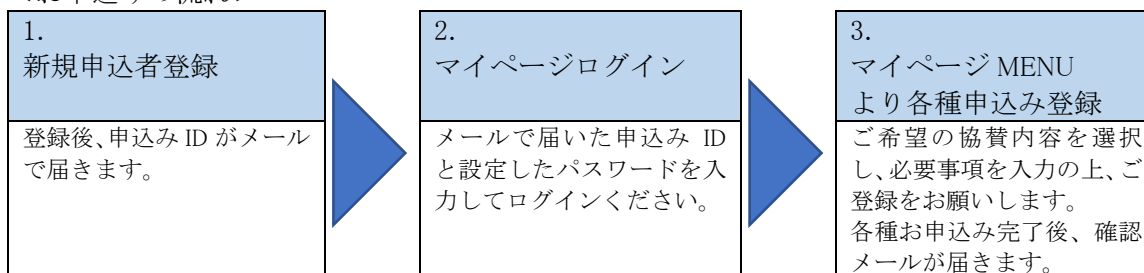 1.
新規申込者登録
登録後、申込み ID がメール
で届きます。
2.
マイページログイン
メールで届いた申込み ID
と設定したパスワードを入
力してログインください。
3.
マイページ MENU
より各種申込み登録
ご希望の協賛内容を選択
し、必要事項を入力の上、ご
登録をお願いします。
各種お申込み完了後、確認
メールが届きます。